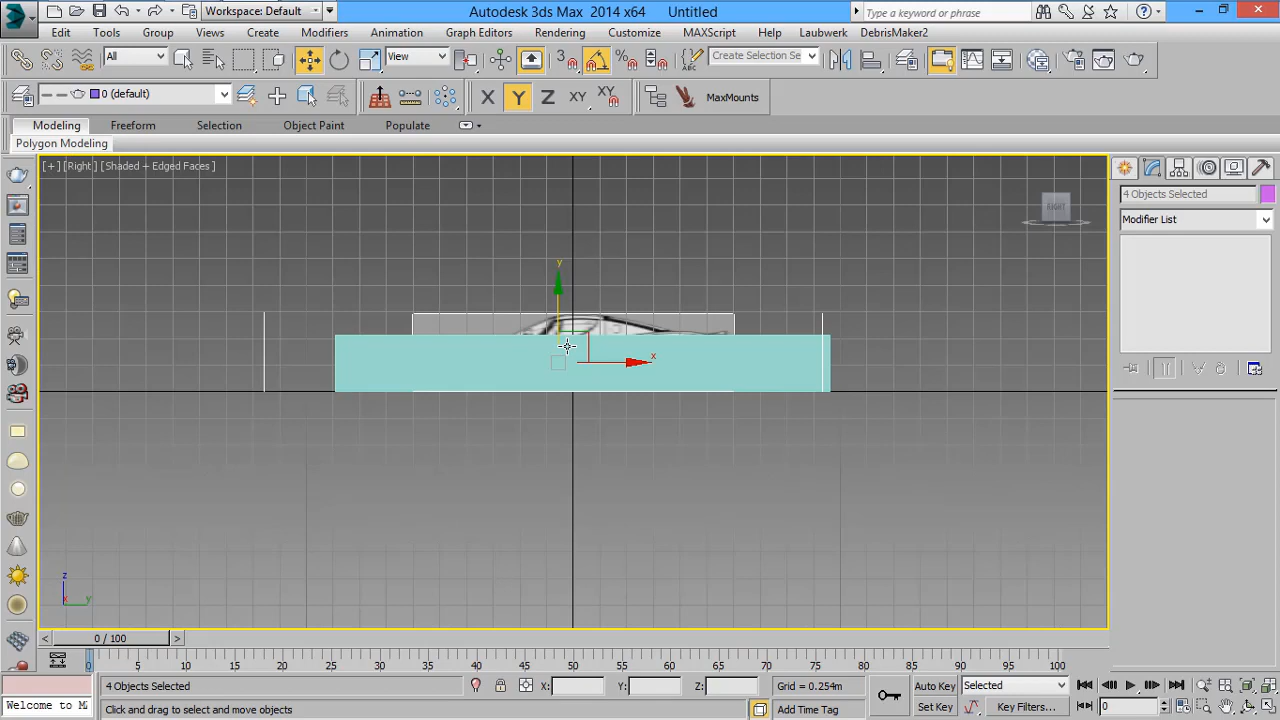 Workspace: Default
Autodesk 3ds Max 2014 x64 Untitled
Type a keyword or phrase
Edit Tools Group Views Create Modifiers Animation Graph Editors Rendering Customize MAXScript Help Laubwerk DebrisMaker2
All View 3 ABC Create Selection Se
0 (default) X Y Z XY XY MaxMounts
Modeling Freeform Selection Object Paint Populate
Polygon Modeling
[+] [Right] [Shaded + Edged Faces]
4 Objects Selected
RIGHT
Modifier List
y
x
z
x y
< 0 / 100 >
0 5 10 15 20 25 30 35 40 45 50 55 60 65 70 75 80 85 90 95 100
4 Objects Selected X: Y: Z: Grid = 0.254m Auto Key Selected
Welcome to M Click and drag to select and move objects Add Time Tag Set Key Key Filters... 0